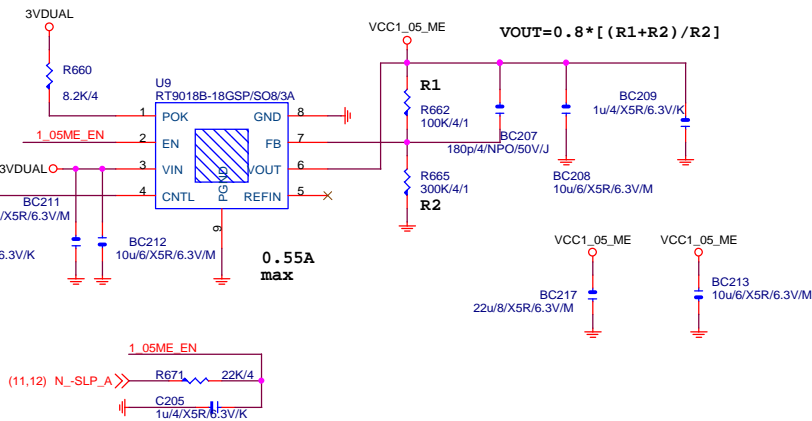 3VDUAL
VCC1_05_ME
VOUT=0.8*[(R1+R2)/R2]
R660
8.2K/4
U9
RT9018B-18GSP/SO8/3A
1 POK GND 8
2 EN FB 7
3 VIN VOUT 6
4 CNTL REFIN 5
PGND
9
1_05ME_EN
3VDUAL
R1
R662
100K/4/1
R665
300K/4/1
R2
BC207
180p/4/NPO/50V/J
BC209
1u/4/X5R/6.3V/K
BC208
10u/6/X5R/6.3V/M
BC211
/X5R/6.3V/M
6.3V/K
BC212
10u/6/X5R/6.3V/M
0.55A
max
VCC1_05_ME
BC217
22u/8/X5R/6.3V/M
VCC1_05_ME
BC213
10u/6/X5R/6.3V/M
1_05ME_EN
(11,12) N_-SLP_A
R671 22K/4
C205
1u/4/X5R/6.3V/K